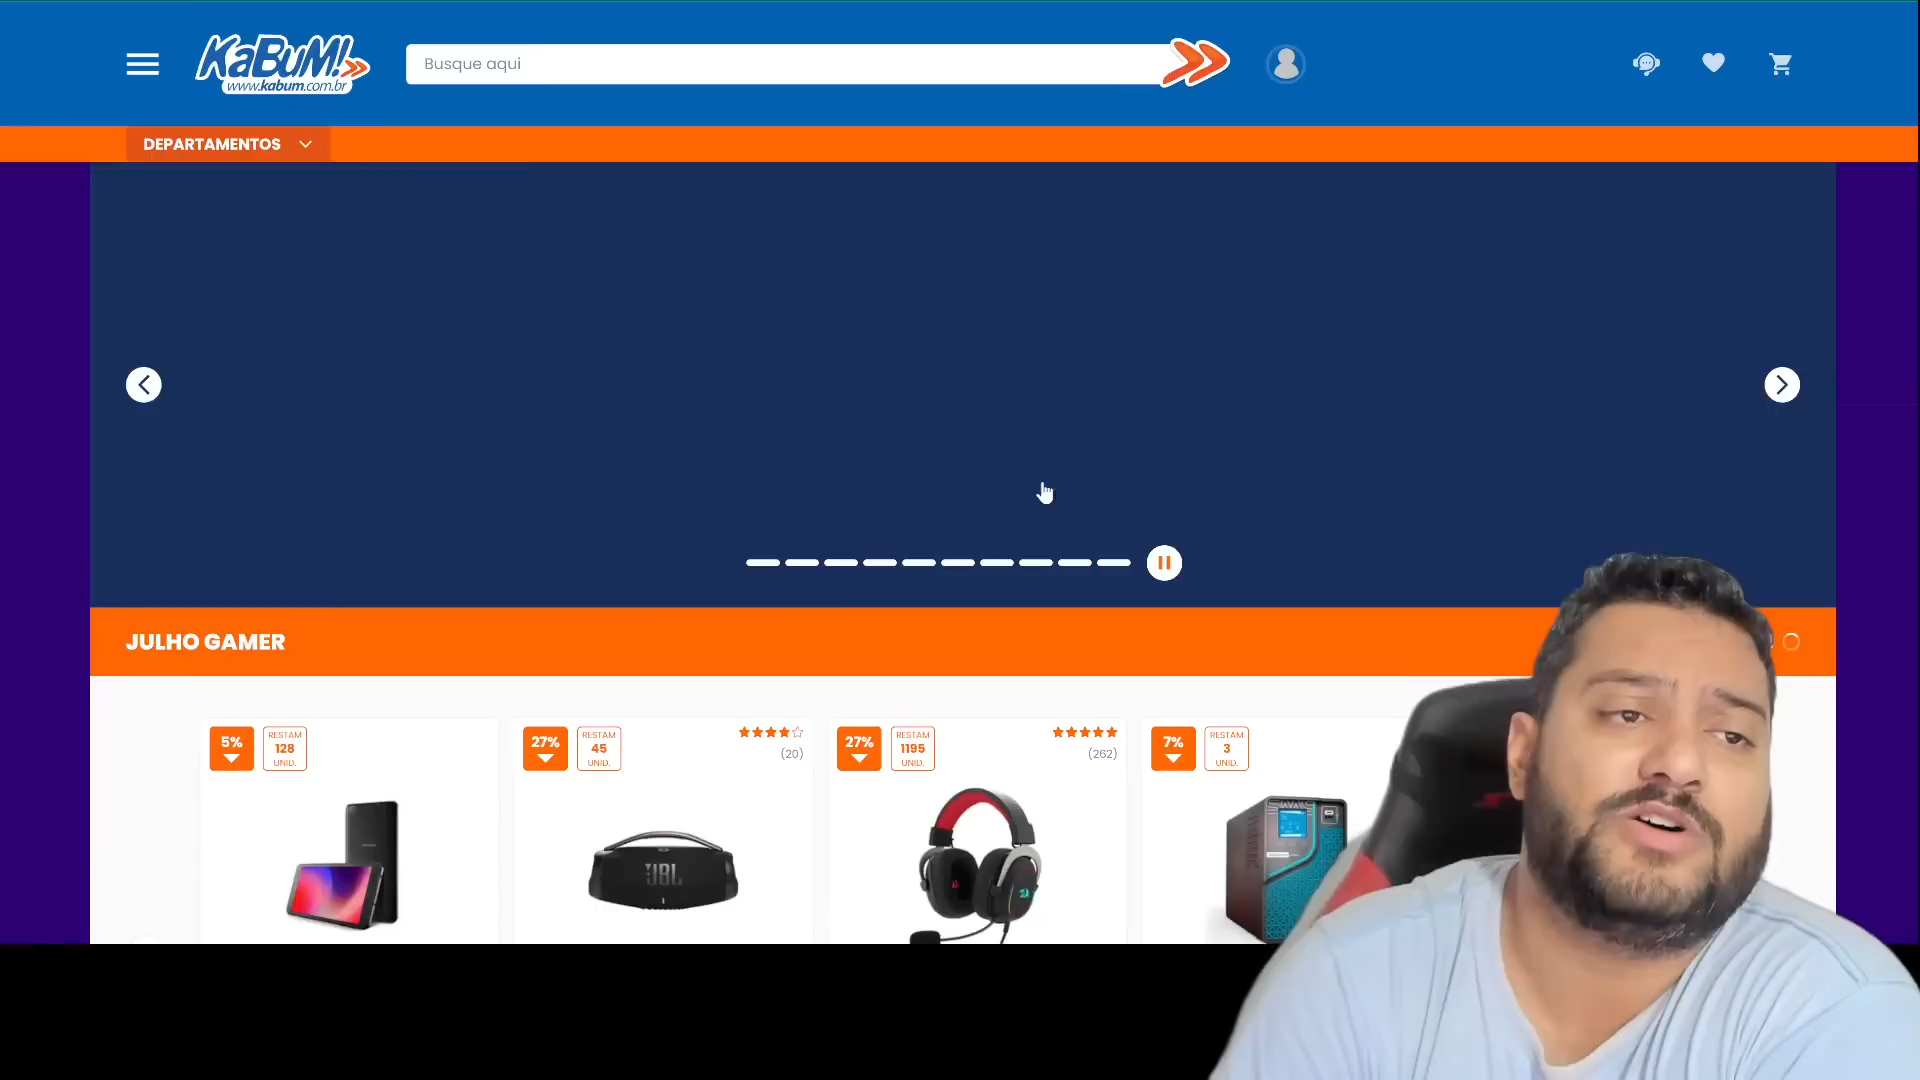 KaBuM!
www.kabum.com.br
Busque aqui
DEPARTAMENTOS
JULHO GAMER
5%
RESTAM
128
UNID.
27%
RESTAM
45
UNID.
(20)
27%
RESTAM
1195
UNID.
(262)
7%
RESTAM
3
UNID.
JBL